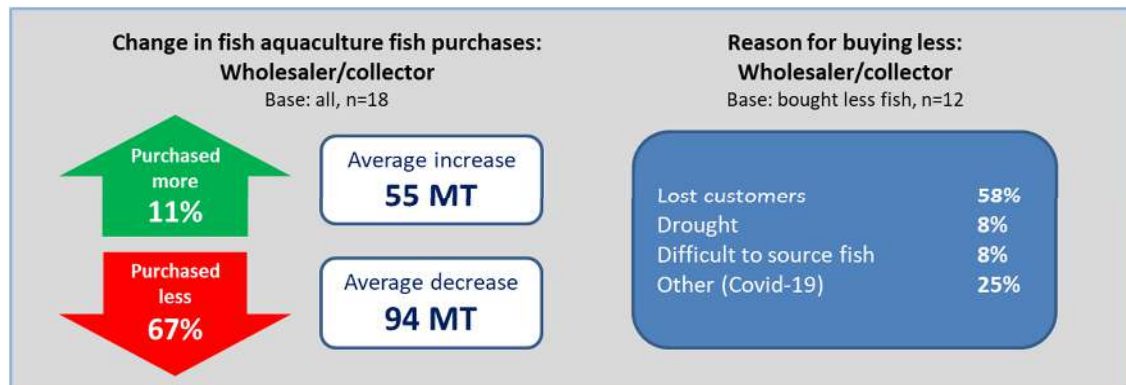 Change in fish aquaculture fish purchases:
Wholesaler/collector
Base: all, n=18
Purchased
more
11%
Average increase
55 MT
Purchased
less
67%
Average decrease
94 MT
Reason for buying less:
Wholesaler/collector
Base: bought less fish, n=12
Lost customers 58%
Drought 8%
Difficult to source fish 8%
Other (Covid-19) 25%